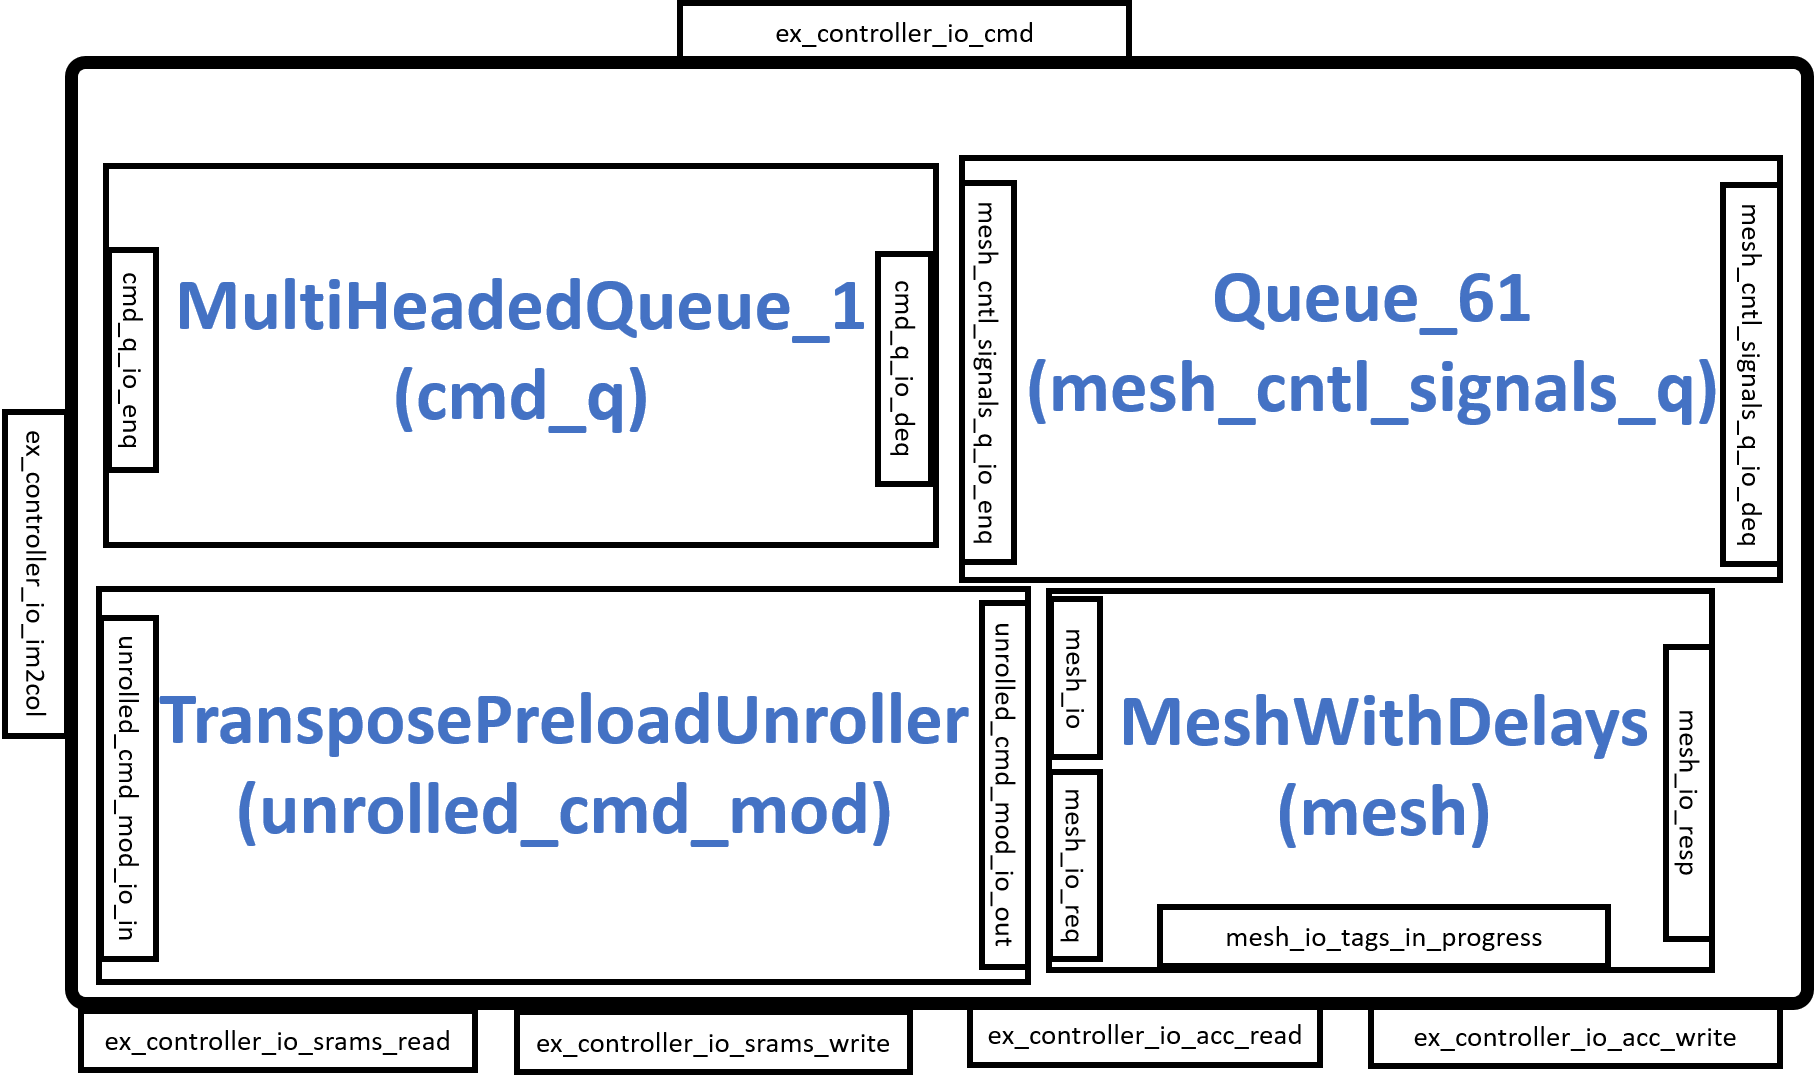 ex_controller_io_cmd
cmd_q_io_enq
MultiHeadedQueue_1
(cmd_q)
cmd_q_io_deq
mesh_cntl_signals_q_io_enq
Queue_61
(mesh_cntl_signals_q)
mesh_cntl_signals_q_io_deq
ex_controller_io_im2col
unrolled_cmd_mod_io_in
TransposePreloadUnroller
(unrolled_cmd_mod)
unrolled_cmd_mod_io_out
mesh_io
mesh_io_req
MeshWithDelays
(mesh)
mesh_io_resp
mesh_io_tags_in_progress
ex_controller_io_srams_read
ex_controller_io_srams_write
ex_controller_io_acc_read
ex_controller_io_acc_write